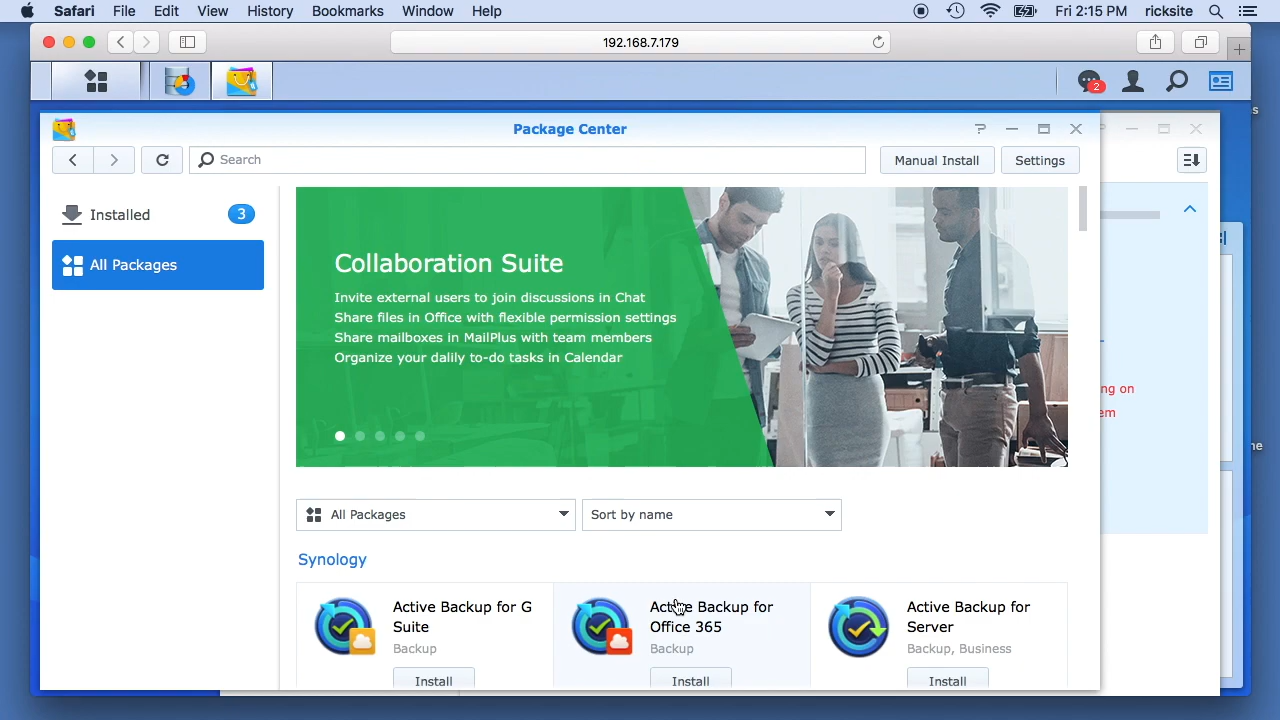 Safari File Edit View History Bookmarks Window Help Fri 2:15 PM ricksite
192.168.7.179
2
Package Center
Search Manual Install Settings
Installed 3
All Packages
Collaboration Suite
Invite external users to join discussions in Chat
Share files in Office with flexible permission settings
Share mailboxes in MailPlus with team members
Organize your dalily to-do tasks in Calendar
ng on
em
All Packages Sort by name
Synology
Active Backup for G
Suite
Backup
Install
Active Backup for
Office 365
Backup
Install
Active Backup for
Server
Backup, Business
Install